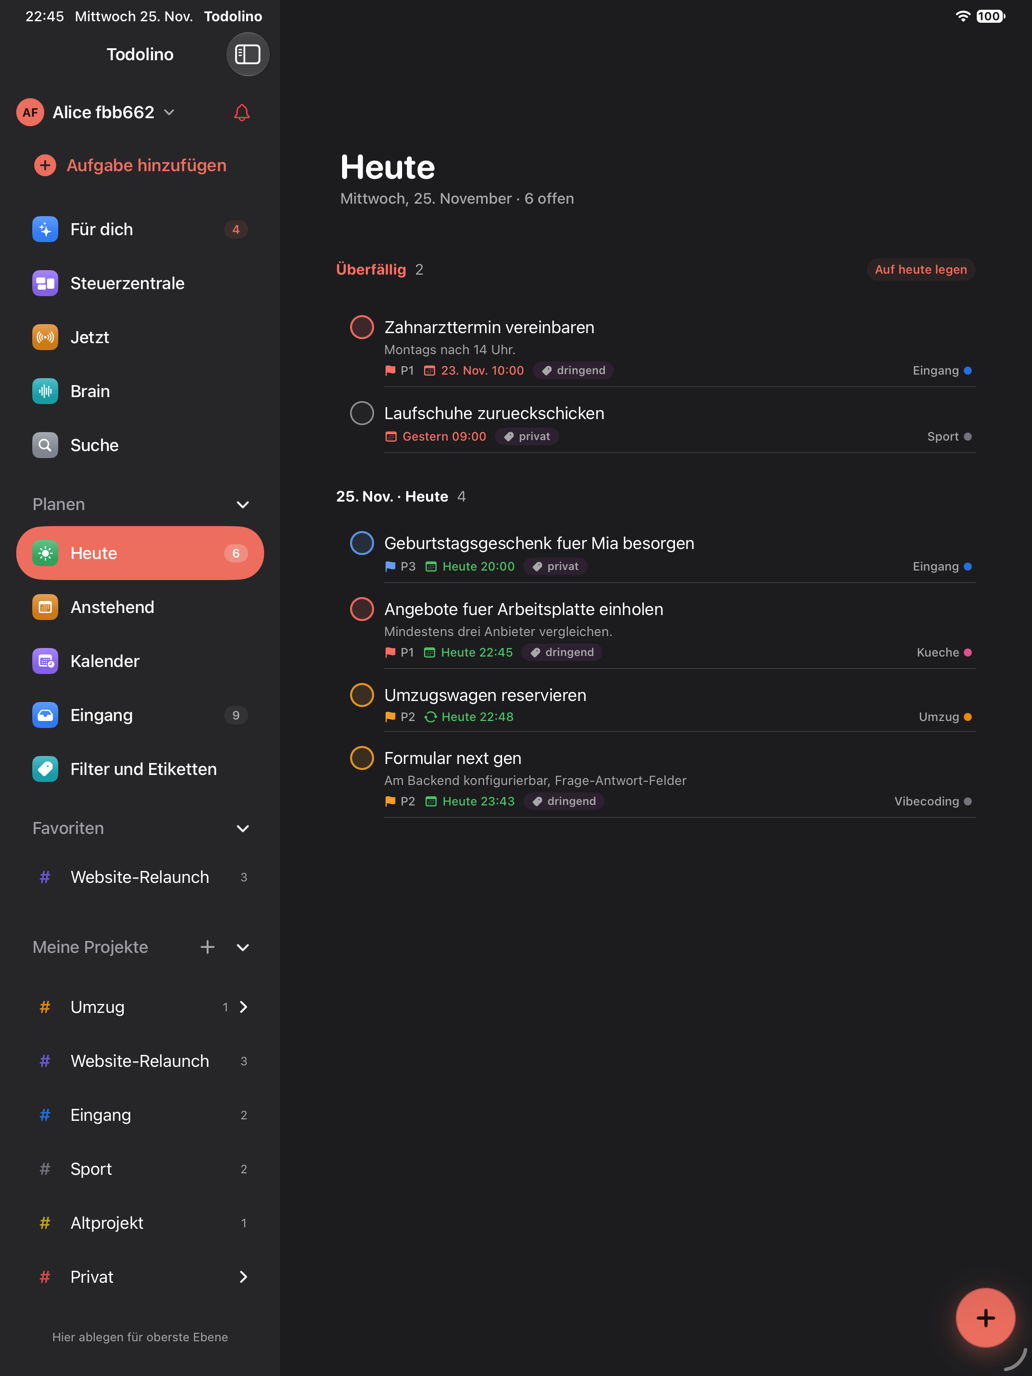 22:45 Mittwoch 25. Nov. Todolino
100
Todolino
AF Alice fbb662
Aufgabe hinzufügen
Für dich 4
Steuerzentrale
Jetzt
Brain
Suche
Planen
Heute 6
Anstehend
Kalender
Eingang 9
Filter und Etiketten
Favoriten
# Website-Relaunch 3
Meine Projekte
# Umzug 1
# Website-Relaunch 3
# Eingang 2
# Sport 2
# Altprojekt 1
# Privat
Hier ablegen für oberste Ebene
Heute
Mittwoch, 25. November · 6 offen
Überfällig 2 Auf heute legen
Zahnarzttermin vereinbaren
Montags nach 14 Uhr.
P1 23. Nov. 10:00 dringend Eingang
Laufschuhe zurueckschicken
Gestern 09:00 privat Sport
25. Nov. · Heute 4
Geburtstagsgeschenk fuer Mia besorgen
P3 Heute 20:00 privat Eingang
Angebote fuer Arbeitsplatte einholen
Mindestens drei Anbieter vergleichen.
P1 Heute 22:45 dringend Kueche
Umzugswagen reservieren
P2 Heute 22:48 Umzug
Formular next gen
Am Backend konfigurierbar, Frage-Antwort-Felder
P2 Heute 23:43 dringend Vibecoding